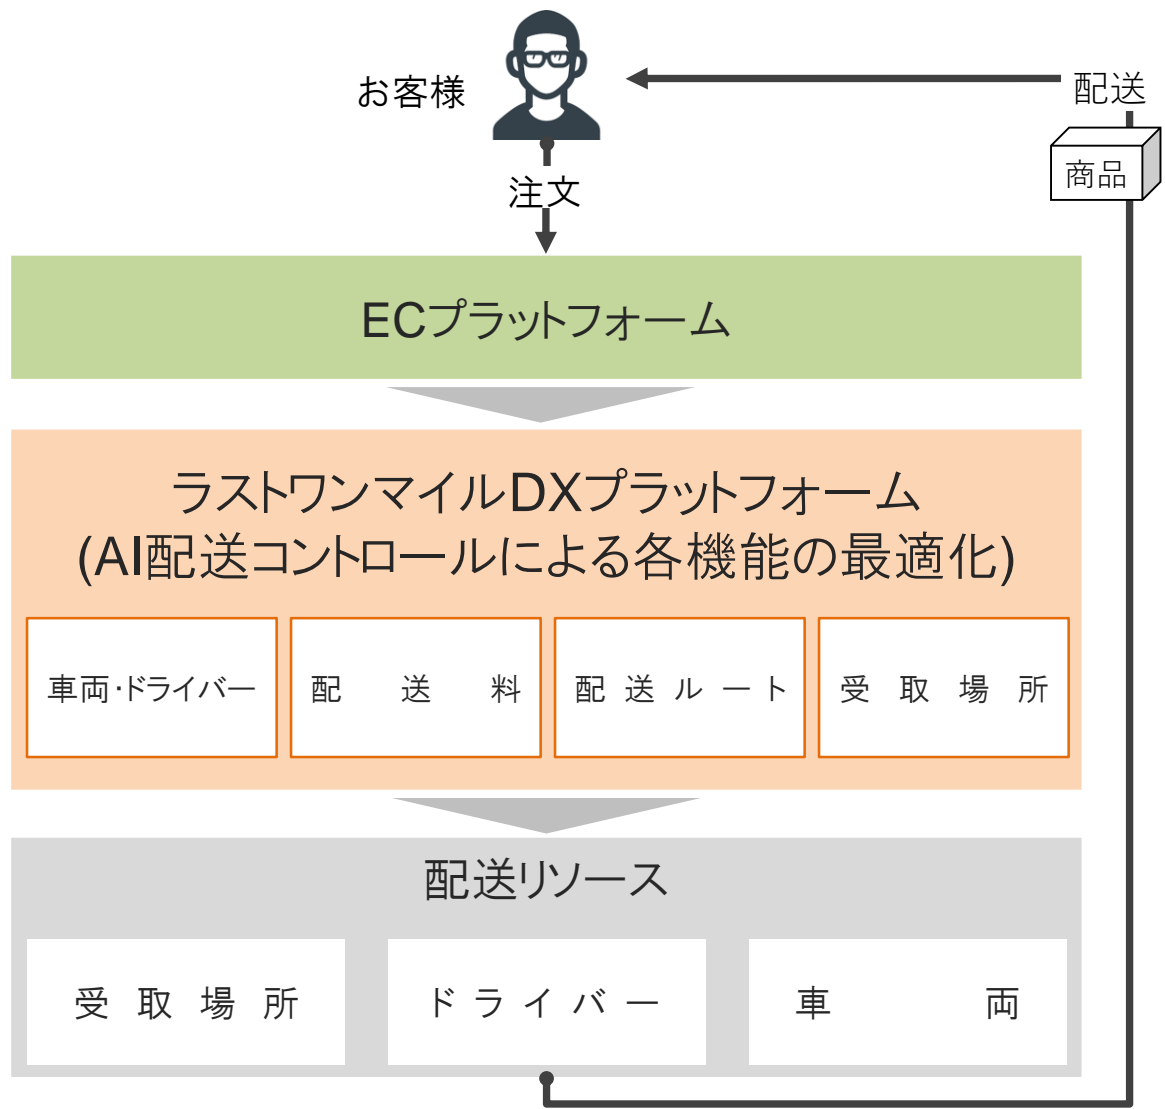 お客様
配送
商品
注文
ECプラットフォーム
ラストワンマイルDXプラットフォーム
(AI配送コントロールによる各機能の最適化)
車両・ドライバー
配送料
配送ルート
受取場所
配送リソース
受取場所
ドライバー
車両